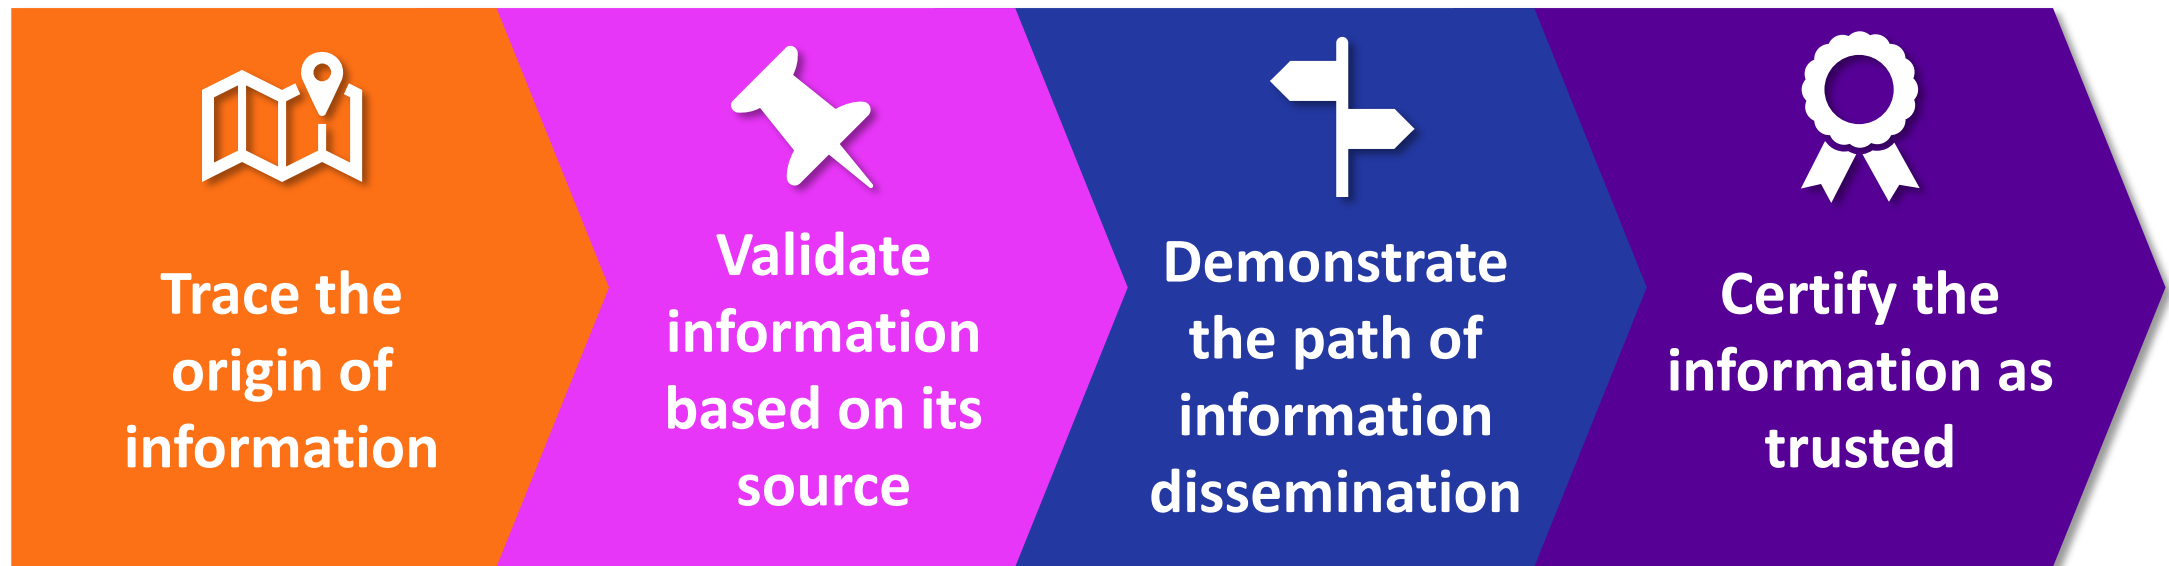 Trace the
origin of
information
Validate
information
based on its
source
Demonstrate
the path of
information
dissemination
Certify the
information as
trusted